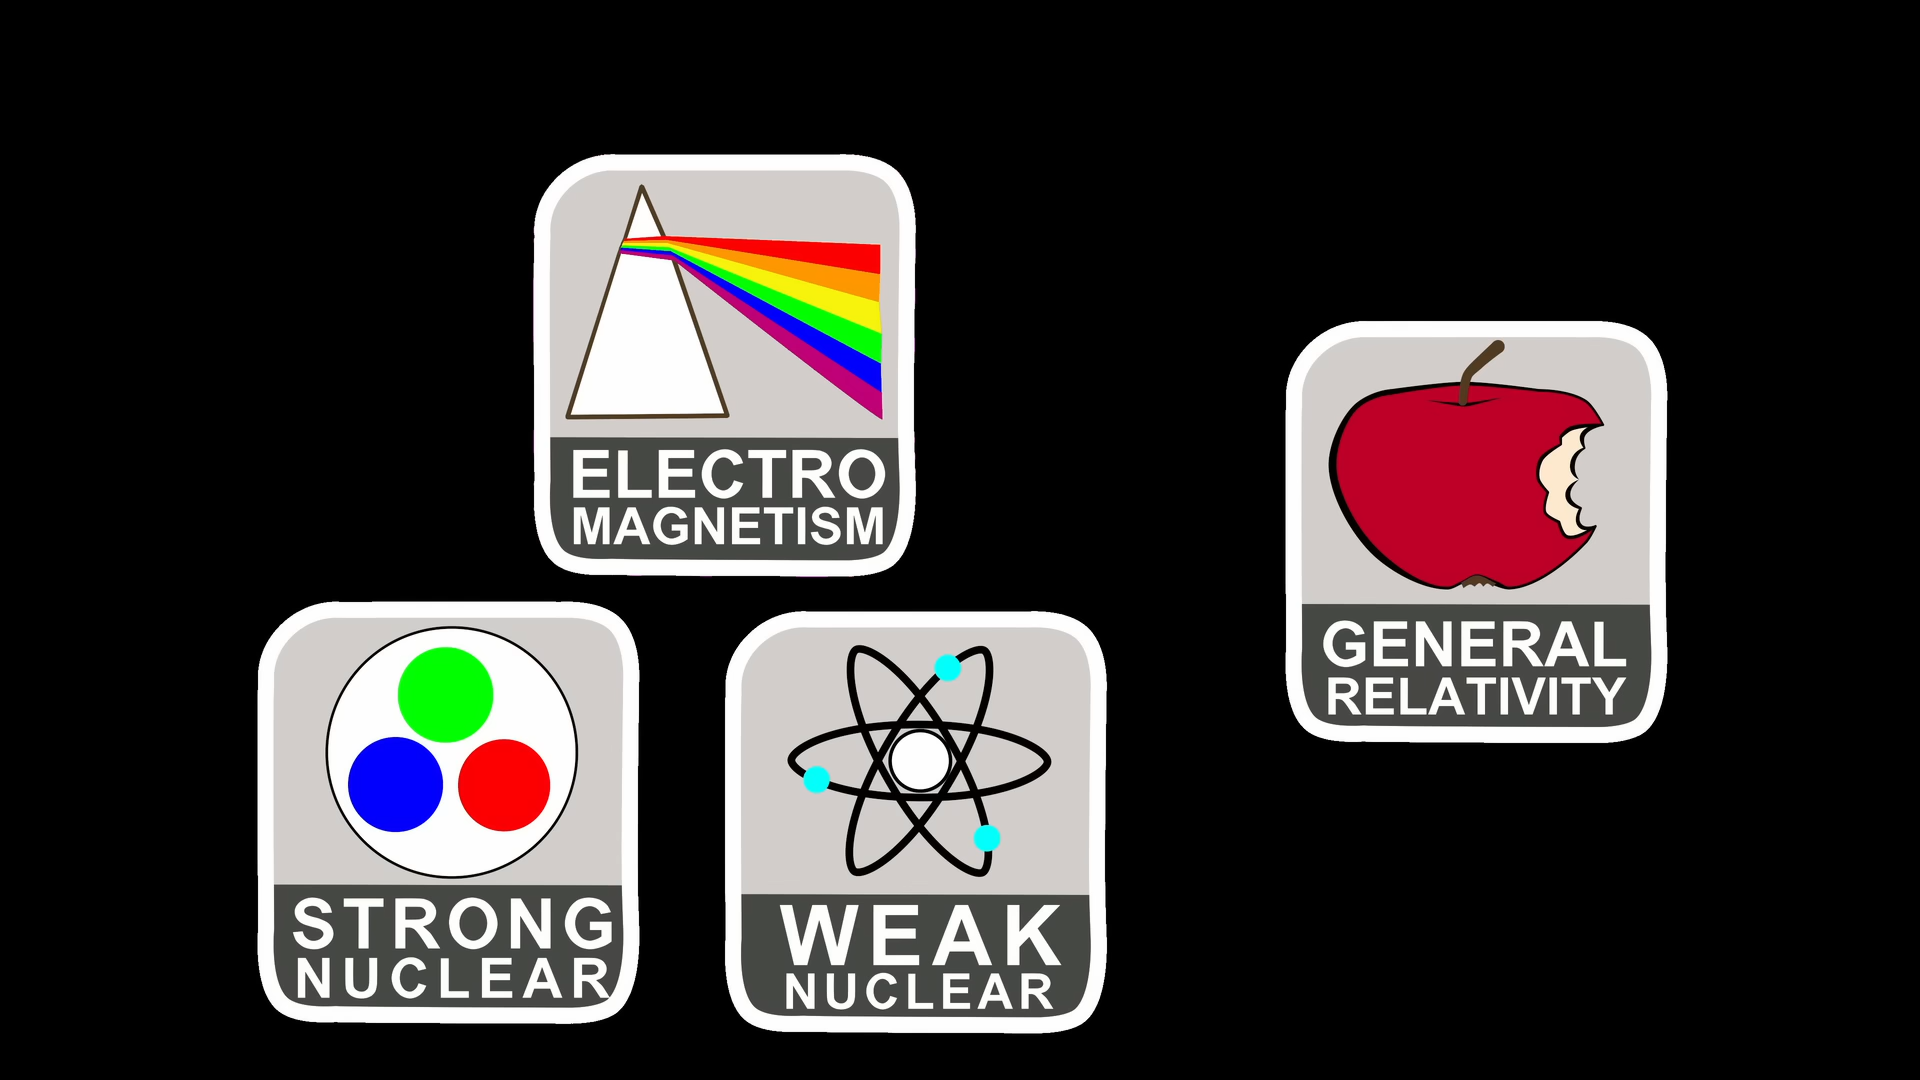 ELECTRO
MAGNETISM
STRONG
NUCLEAR
WEAK
NUCLEAR
GENERAL
RELATIVITY